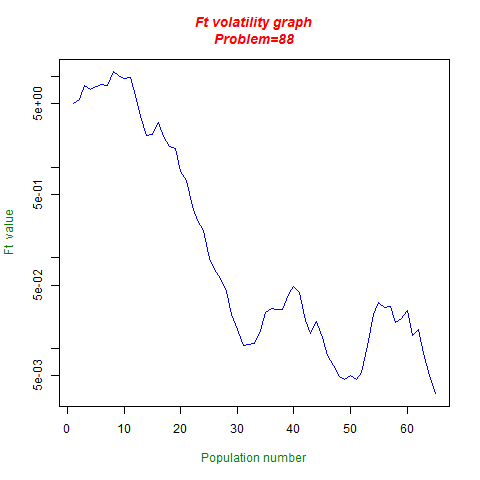 Ft volatility graph
Problem=88
5e+00
5e-01
5e-02
5e-03
Ft value
0 10 20 30 40 50 60
Population number